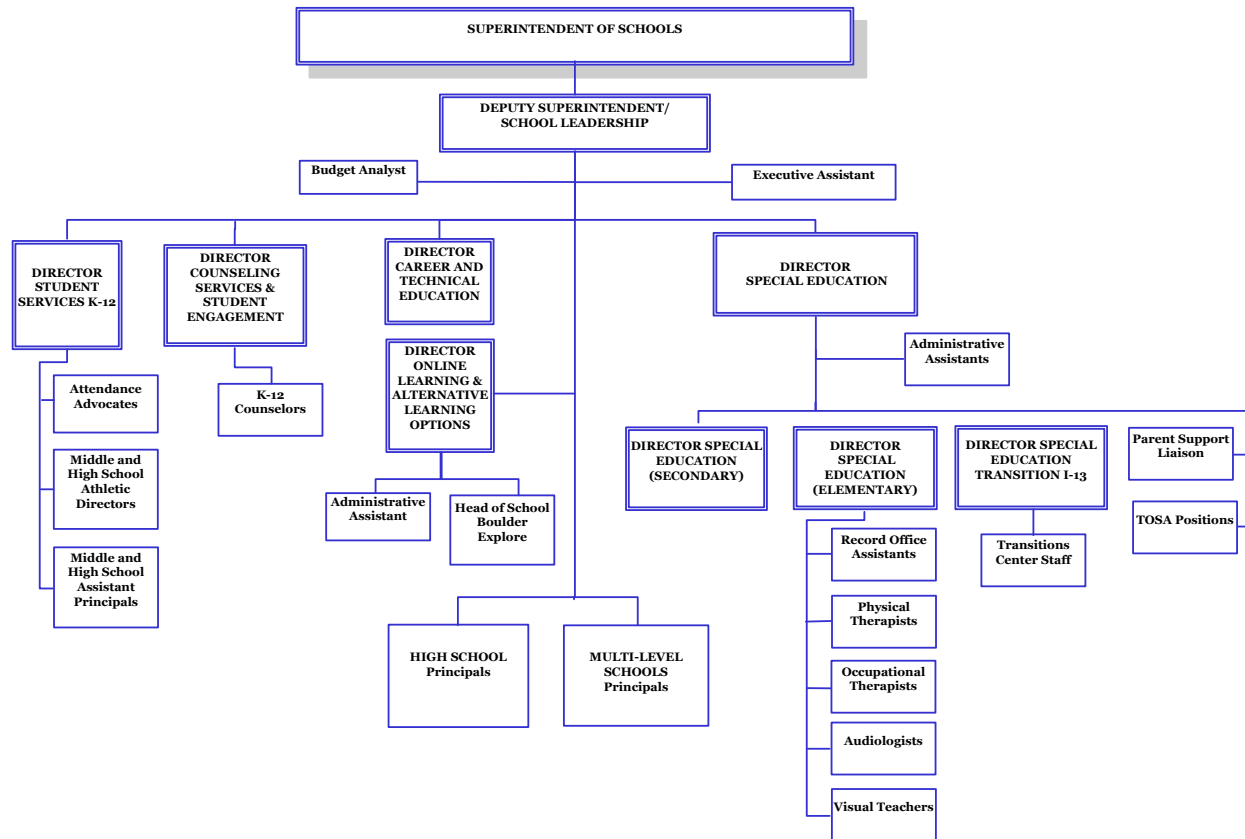 SUPERINTENDENT OF SCHOOLS
DEPUTY SUPERINTENDENT/
SCHOOL LEADERSHIP
Budget Analyst
Executive Assistant
DIRECTOR
STUDENT
SERVICES K-12
DIRECTOR
COUNSELING
SERVICES &
STUDENT
ENGAGEMENT
DIRECTOR
CAREER AND
TECHNICAL
EDUCATION
DIRECTOR
SPECIAL EDUCATION
Attendance
Advocates
Middle and
High School
Athletic
Directors
Middle and
High School
Assistant
Principals
K-12
Counselors
DIRECTOR
ONLINE
LEARNING &
ALTERNATIVE
LEARNING
OPTIONS
Administrative
Assistant
Head of School
Boulder
Explore
HIGH SCHOOL
Principals
MULTI-LEVEL
SCHOOLS
Principals
Administrative
Assistants
DIRECTOR SPECIAL
EDUCATION
(SECONDARY)
DIRECTOR
SPECIAL
EDUCATION
(ELEMENTARY)
DIRECTOR SPECIAL
EDUCATION
TRANSITION I-13
Parent Support
Liaison
TOSA Positions
Record Office
Assistants
Physical
Therapists
Occupational
Therapists
Audiologists
Visual Teachers
Transitions
Center Staff